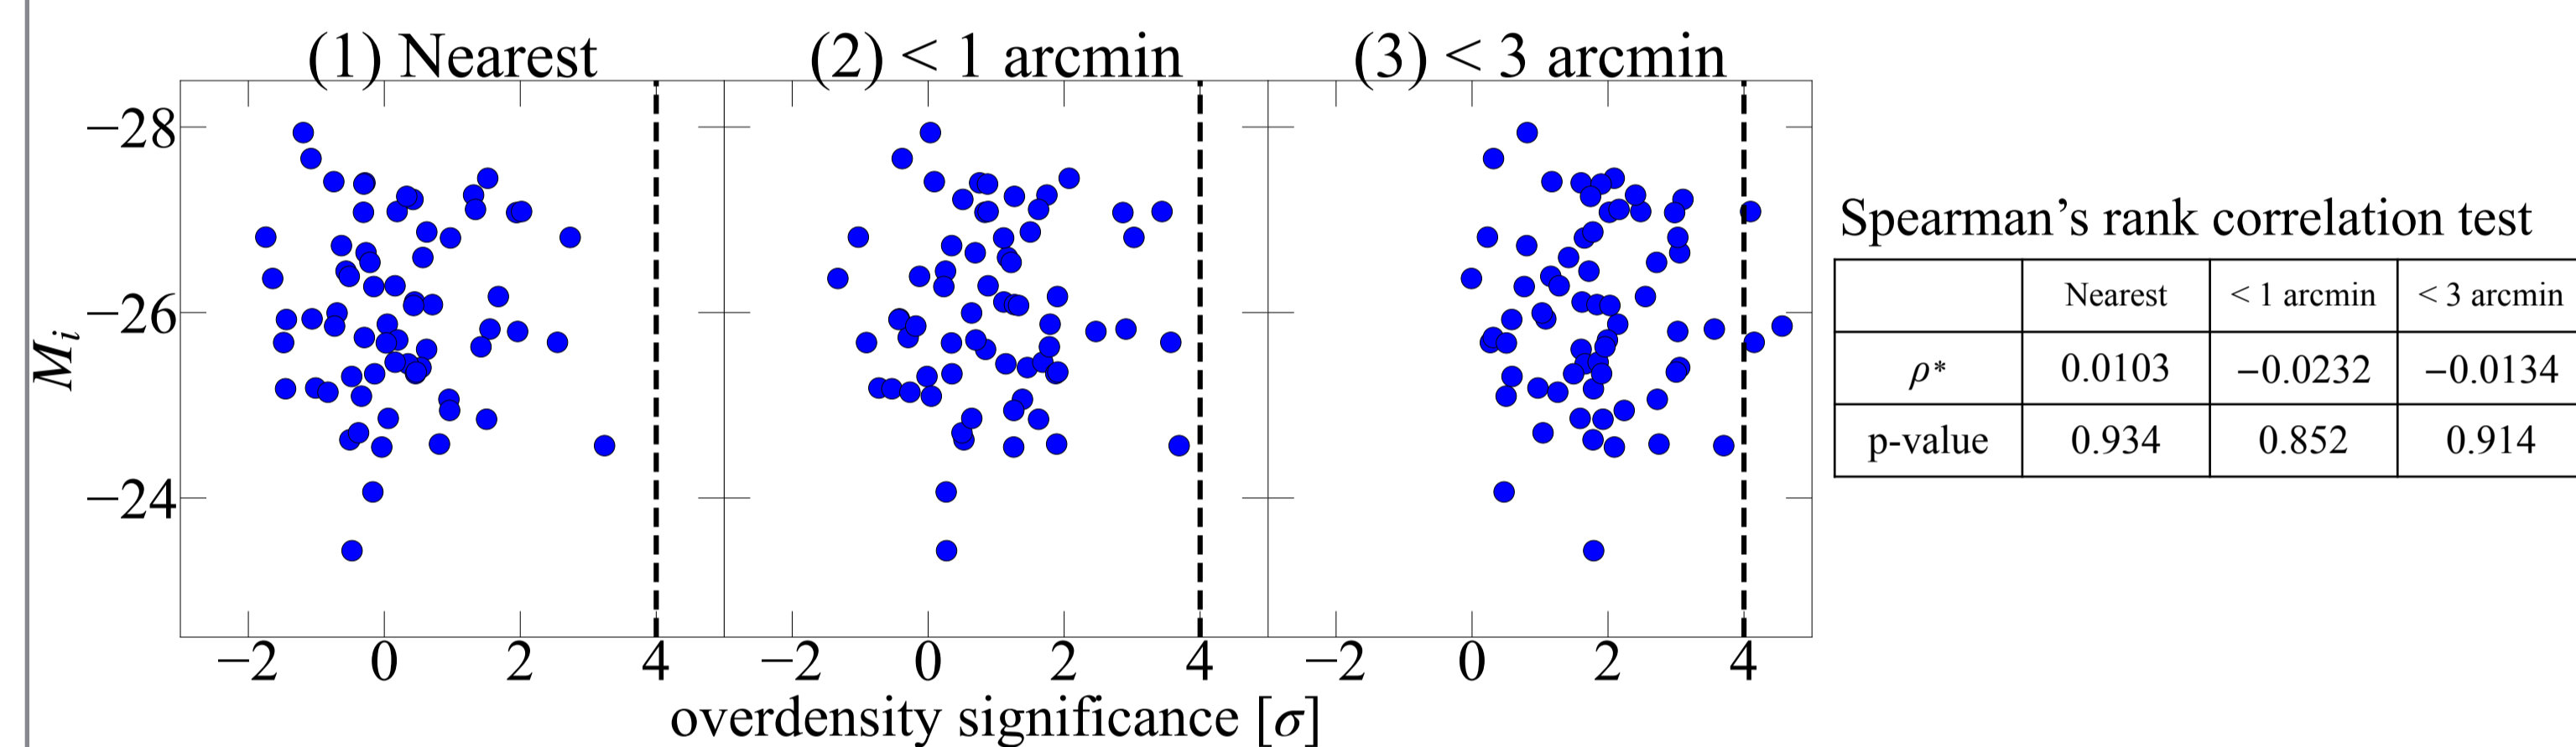 (1) Nearest
(2) < 1 arcmin
(3) < 3 arcmin
−28
−26
−24
M_i
−2 0 2 4
−2 0 2 4
−2 0 2 4
overdensity significance [σ]
Spearman's rank correlation test
Nearest < 1 arcmin < 3 arcmin
ρ* 0.0103 −0.0232 −0.0134
p-value 0.934 0.852 0.914